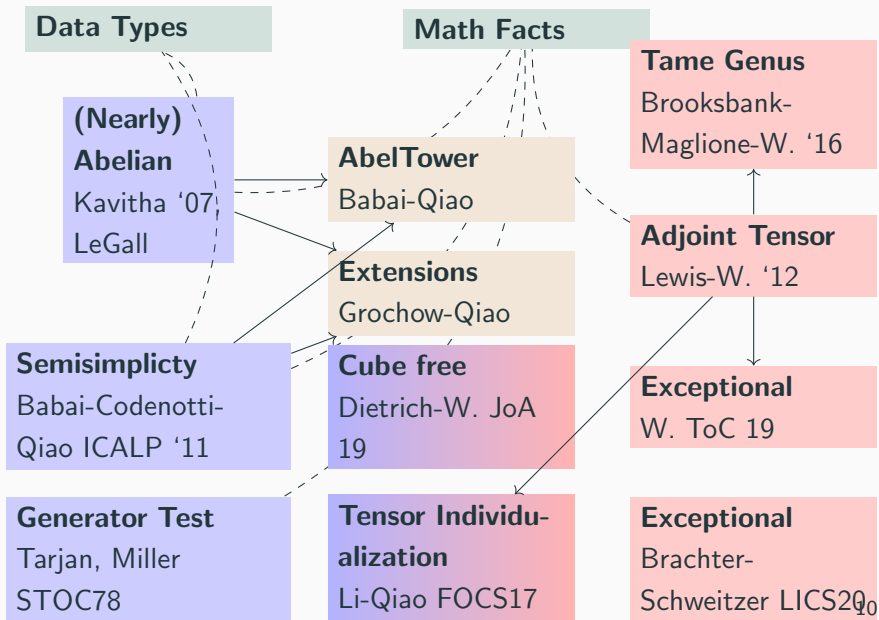 Data Types
Math Facts
Tame Genus
Brooksbank-
Maglione-W. ‘16
(Nearly)
Abelian
Kavitha ‘07,
LeGall
AbelTower
Babai-Qiao
Adjoint Tensor
Lewis-W. ‘12
Extensions
Grochow-Qiao
Semisimplicty
Babai-Codenotti-
Qiao ICALP ‘11
Cube free
Dietrich-W. JoA
19
Exceptional
W. ToC 19
Generator Test
Tarjan, Miller
STOC78
Tensor Individu-
alization
Li-Qiao FOCS17
Exceptional
Brachter-
Schweitzer LICS20
10